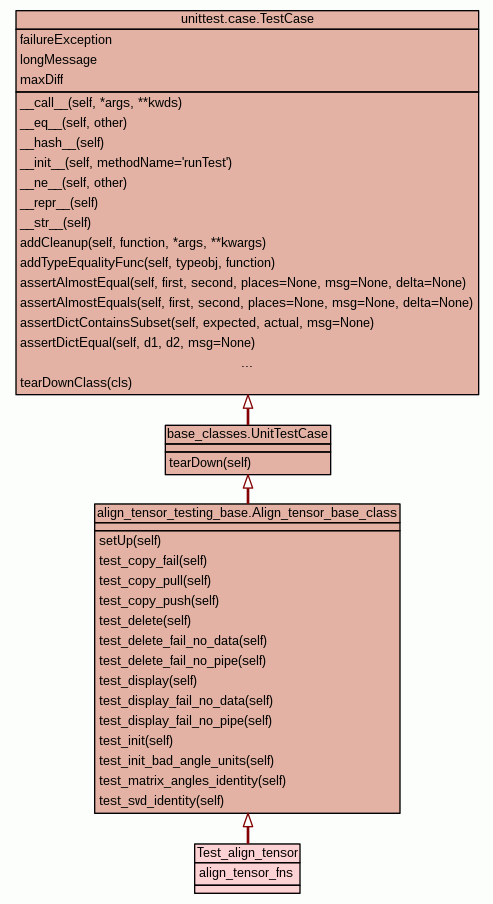 unittest.case.TestCase
failureException
longMessage
maxDiff
__call__(self, *args, **kwds)
__eq__(self, other)
__hash__(self)
__init__(self, methodName='runTest')
__ne__(self, other)
__repr__(self)
__str__(self)
addCleanup(self, function, *args, **kwargs)
addTypeEqualityFunc(self, typeobj, function)
assertAlmostEqual(self, first, second, places=None, msg=None, delta=None)
assertAlmostEquals(self, first, second, places=None, msg=None, delta=None)
assertDictContainsSubset(self, expected, actual, msg=None)
assertDictEqual(self, d1, d2, msg=None)
...
tearDownClass(cls)
base_classes.UnitTestCase
tearDown(self)
align_tensor_testing_base.Align_tensor_base_class
setUp(self)
test_copy_fail(self)
test_copy_pull(self)
test_copy_push(self)
test_delete(self)
test_delete_fail_no_data(self)
test_delete_fail_no_pipe(self)
test_display(self)
test_display_fail_no_data(self)
test_display_fail_no_pipe(self)
test_init(self)
test_init_bad_angle_units(self)
test_matrix_angles_identity(self)
test_svd_identity(self)
Test_align_tensor
align_tensor_fns